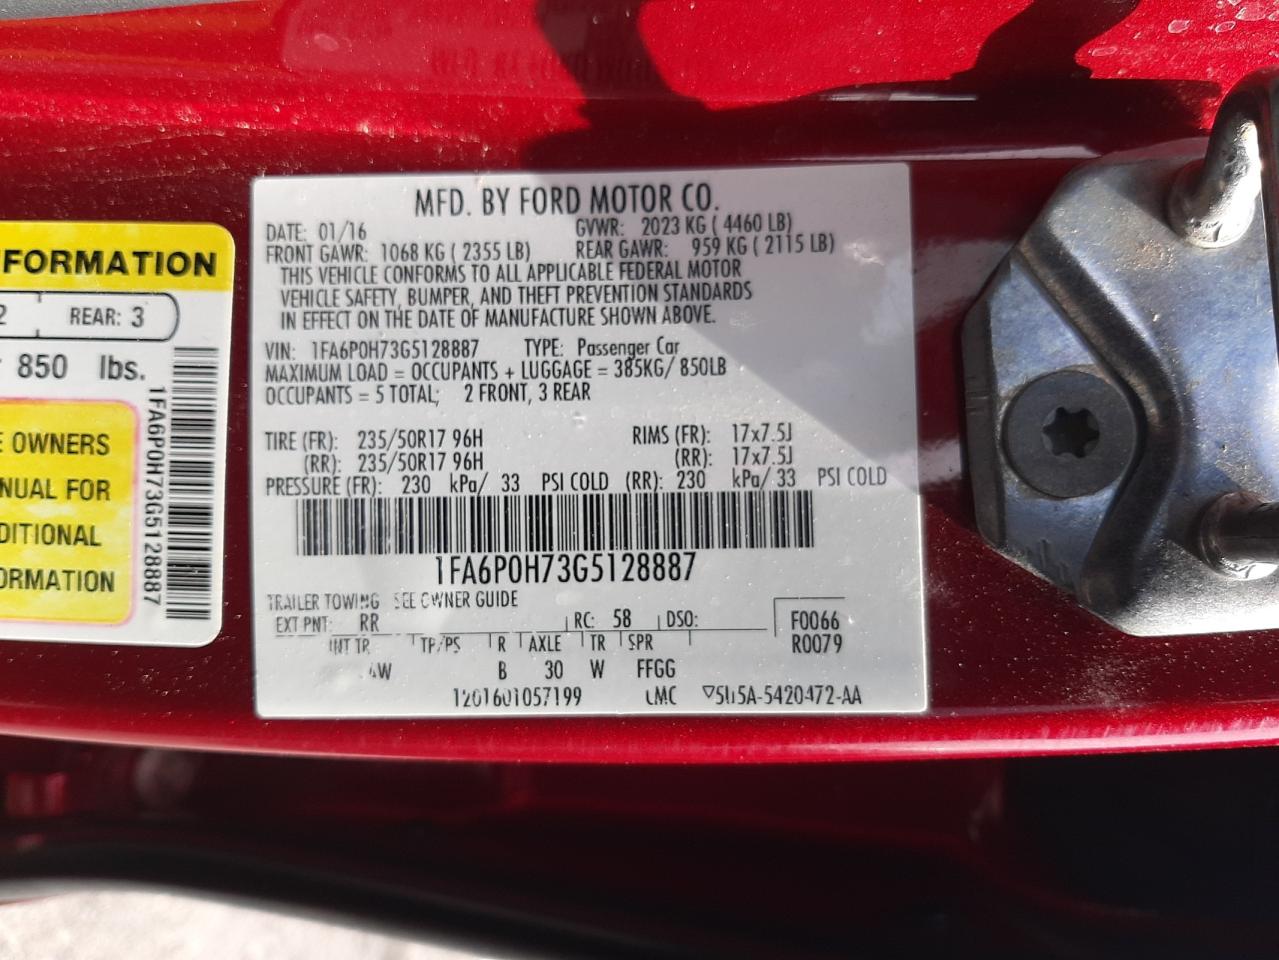 FORMATION
2 REAR: 3
850 lbs.
E OWNERS
NUAL FOR
DITIONAL
ORMATION
1FA6P0H73G5128887
MFD. BY FORD MOTOR CO.
DATE: 01/16 GVWR: 2023 KG (4460 LB)
FRONT GAWR: 1068 KG (2355 LB) REAR GAWR: 959 KG (2115 LB)
THIS VEHICLE CONFORMS TO ALL APPLICABLE FEDERAL MOTOR
VEHICLE SAFETY, BUMPER, AND THEFT PREVENTION STANDARDS
IN EFFECT ON THE DATE OF MANUFACTURE SHOWN ABOVE.
VIN: 1FA6P0H73G5128887 TYPE: Passenger Car
MAXIMUM LOAD = OCCUPANTS + LUGGAGE = 385KG/850LB
OCCUPANTS = 5 TOTAL; 2 FRONT, 3 REAR
TIRE (FR): 235/50R17 96H RIMS (FR): 17x7.5J
(RR): 235/50R17 96H (RR): 17x7.5J
PRESSURE (FR): 230 kPa/ 33 PSI COLD (RR): 230 kPa/ 33 PSI COLD
1FA6P0H73G5128887
TRAILER TOWING SEE OWNER GUIDE
EXT PNT: RR RC: 58 DSO: F0066
INT TR TP/PS R AXLE TR SPR R0079
W B 30 W FFGG
1201601057199 -5420472-AA